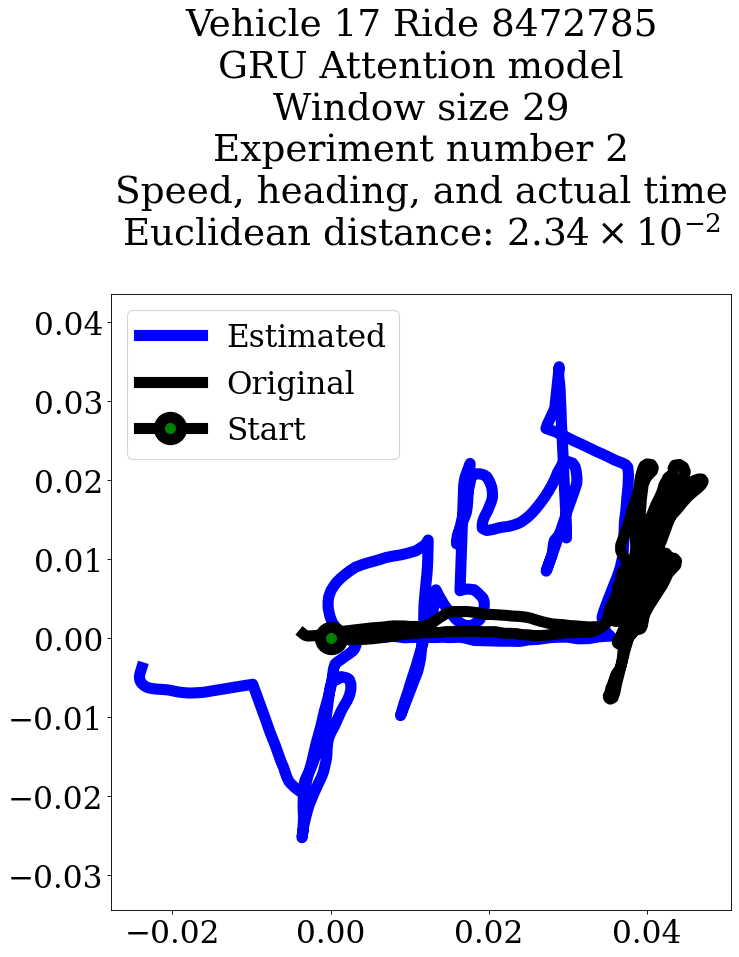 Vehicle 17 Ride 8472785
GRU Attention model
Window size 29
Experiment number 2
Speed, heading, and actual time
Euclidean distance: 2.34 × 10⁻²
Estimated
Original
Start
0.04
0.03
0.02
0.01
0.00
−0.01
−0.02
−0.03
−0.02 0.00 0.02 0.04